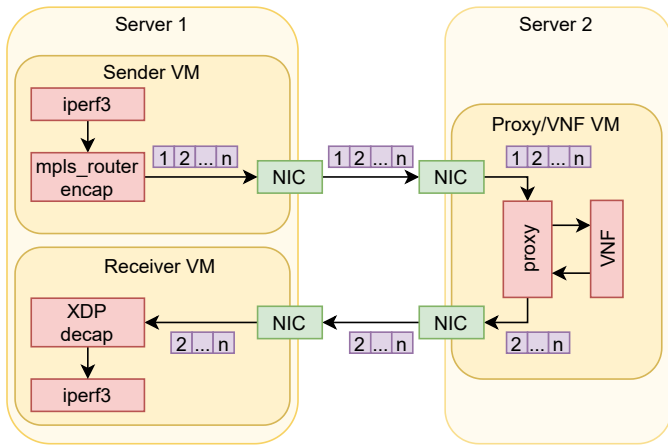 Server 1
Server 2
Sender VM
iperf3
Proxy/VNF VM
1 2 ... n
1 2 ... n
1 2 ... n
mpls_router
encap
NIC
NIC
proxy
VNF
Receiver VM
XDP
decap
NIC
NIC
2 ... n
2 ... n
2 ... n
iperf3